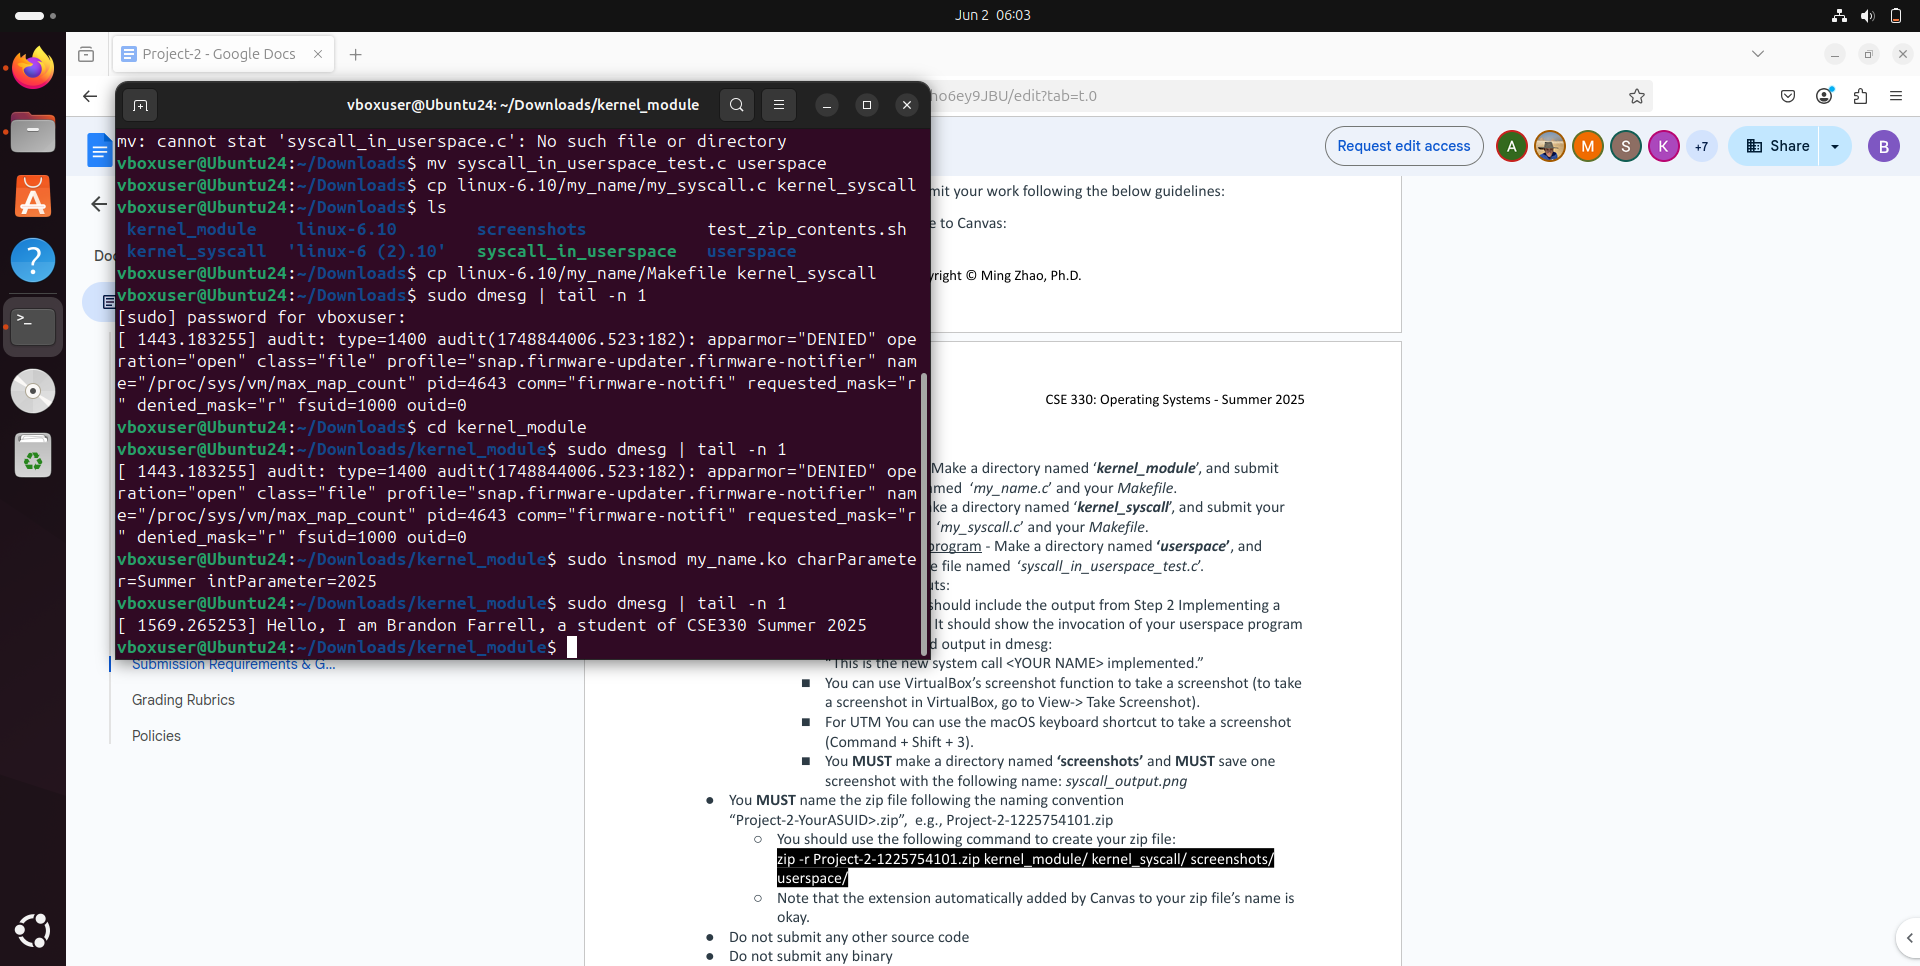 Jun 2 06:03
Project-2 - Google Docs
ho6ey9JBU/edit?tab=t.0
vboxuser@Ubuntu24: ~/Downloads/kernel_module
mv: cannot stat 'syscall_in_userspace.c': No such file or directory
vboxuser@Ubuntu24:~/Downloads$ mv syscall_in_userspace_test.c userspace
vboxuser@Ubuntu24:~/Downloads$ cp linux-6.10/my_name/my_syscall.c kernel_syscall
vboxuser@Ubuntu24:~/Downloads$ ls
kernel_module linux-6.10 screenshots test_zip_contents.sh
kernel_syscall 'linux-6 (2).10' syscall_in_userspace userspace
vboxuser@Ubuntu24:~/Downloads$ cp linux-6.10/my_name/Makefile kernel_syscall
vboxuser@Ubuntu24:~/Downloads$ sudo dmesg | tail -n 1
[sudo] password for vboxuser:
[ 1443.183255] audit: type=1400 audit(1748844006.523:182): apparmor="DENIED" ope
ration="open" class="file" profile="snap.firmware-updater.firmware-notifier" nam
e="/proc/sys/vm/max_map_count" pid=4643 comm="firmware-notifi" requested_mask="r
" denied_mask="r" fsuid=1000 ouid=0
vboxuser@Ubuntu24:~/Downloads$ cd kernel_module
vboxuser@Ubuntu24:~/Downloads/kernel_module$ sudo dmesg | tail -n 1
[ 1443.183255] audit: type=1400 audit(1748844006.523:182): apparmor="DENIED" ope
ration="open" class="file" profile="snap.firmware-updater.firmware-notifier" nam
e="/proc/sys/vm/max_map_count" pid=4643 comm="firmware-notifi" requested_mask="r
" denied_mask="r" fsuid=1000 ouid=0
vboxuser@Ubuntu24:~/Downloads/kernel_module$ sudo insmod my_name.ko charParamete
r=Summer intParameter=2025
vboxuser@Ubuntu24:~/Downloads/kernel_module$ sudo dmesg | tail -n 1
[ 1569.265253] Hello, I am Brandon Farrell, a student of CSE330 Summer 2025
vboxuser@Ubuntu24:~/Downloads/kernel_module$
Request edit access
A
M
S
K
+7
Share
B
Doc
Submission Requirements & G...
Grading Rubrics
Policies
mit your work following the below guidelines:
e to Canvas:
yright © Ming Zhao, Ph.D.
CSE 330: Operating Systems - Summer 2025
Make a directory named ‘kernel_module’, and submit
med ‘my_name.c’ and your Makefile.
ke a directory named ‘kernel_syscall’, and submit your
‘my_syscall.c’ and your Makefile.
program - Make a directory named ‘userspace’, and
e file named ‘syscall_in_userspace_test.c’.
uts:
should include the output from Step 2 Implementing a
It should show the invocation of your userspace program
d output in dmesg:
“This is the new system call <YOUR NAME> implemented.”
■ You can use VirtualBox’s screenshot function to take a screenshot (to take
a screenshot in VirtualBox, go to View-> Take Screenshot).
■ For UTM You can use the macOS keyboard shortcut to take a screenshot
(Command + Shift + 3).
■ You MUST make a directory named ‘screenshots’ and MUST save one
screenshot with the following name: syscall_output.png
● You MUST name the zip file following the naming convention
“Project-2-YourASUID>.zip”, e.g., Project-2-1225754101.zip
○ You should use the following command to create your zip file:
zip -r Project-2-1225754101.zip kernel_module/ kernel_syscall/ screenshots/
userspace/
○ Note that the extension automatically added by Canvas to your zip file’s name is
okay.
● Do not submit any other source code
● Do not submit any binary